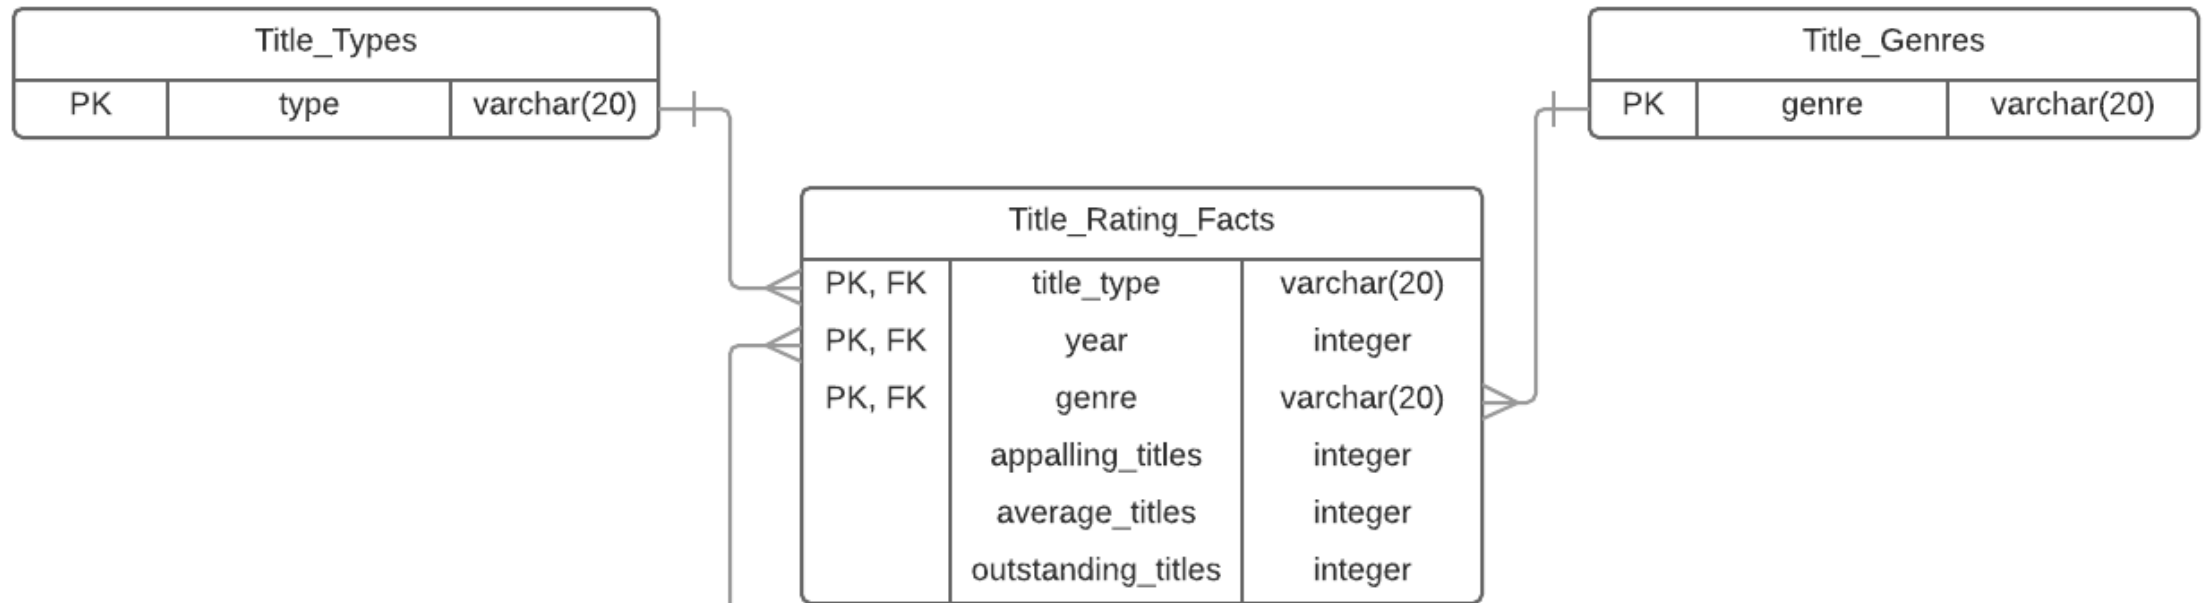 Title_Types
PK type varchar(20)
Title_Genres
PK genre varchar(20)
Title_Rating_Facts
PK, FK title_type varchar(20)
PK, FK year integer
PK, FK genre varchar(20)
appalling_titles integer
average_titles integer
outstanding_titles integer